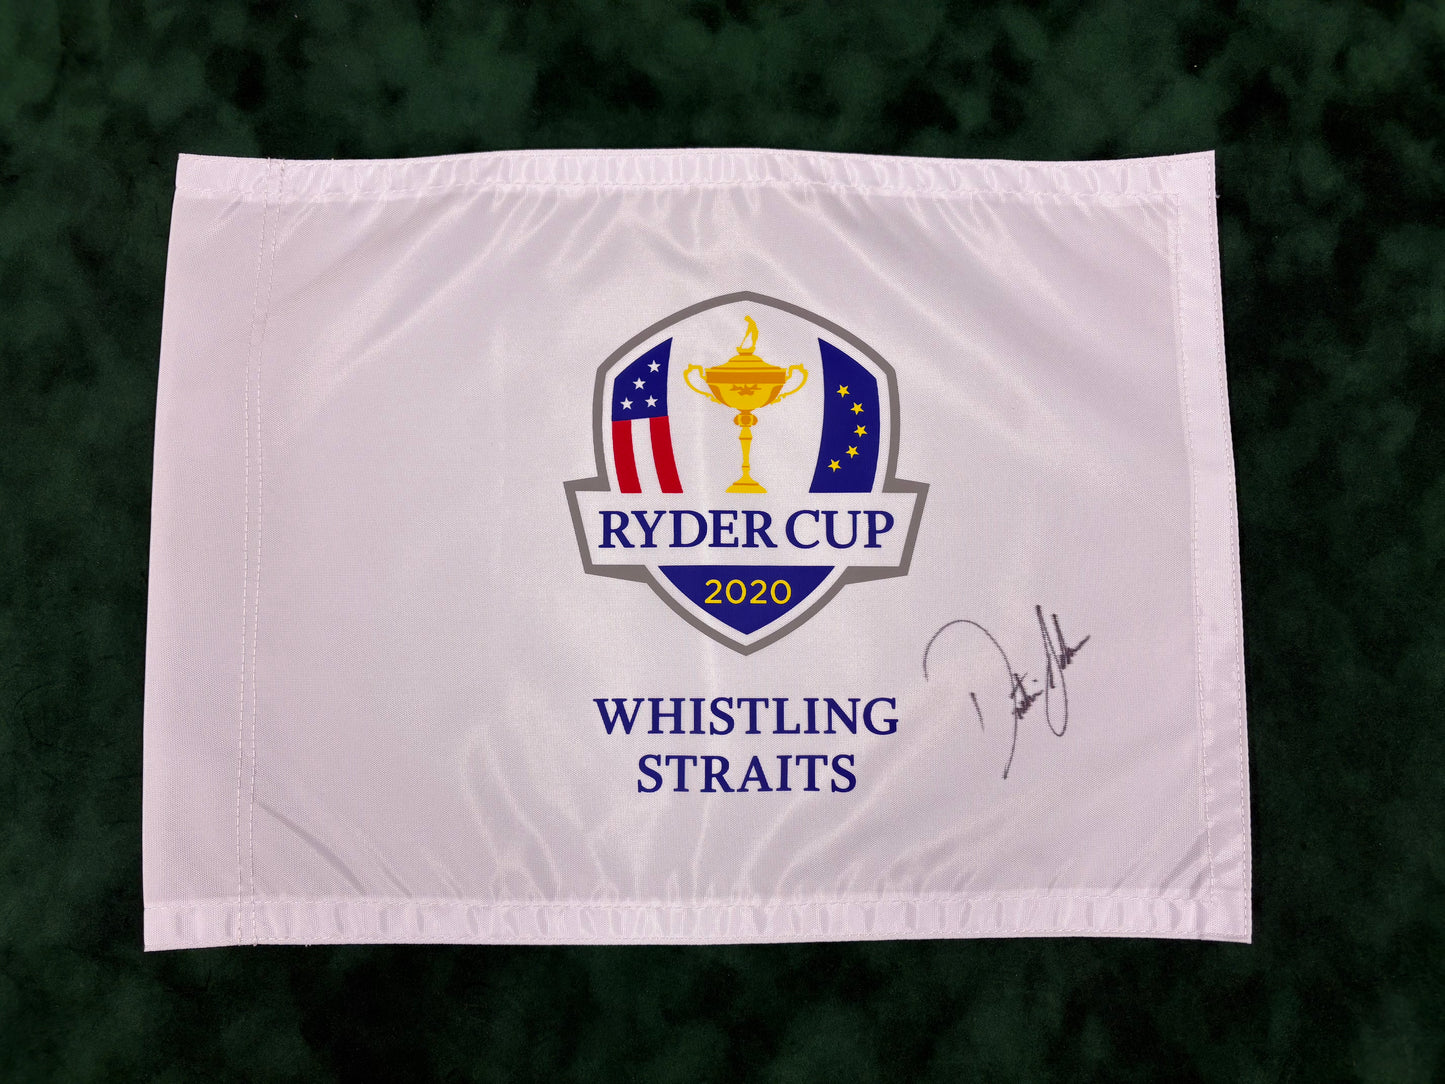 RYDER CUP
2020
WHISTLING
STRAITS